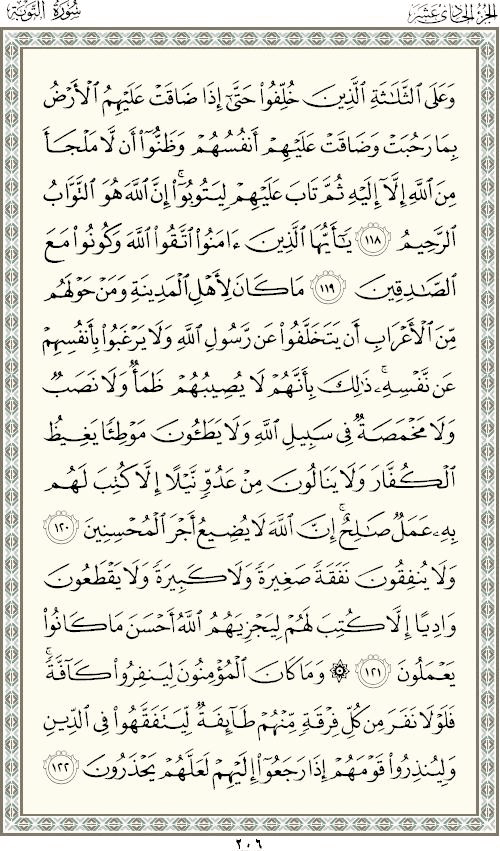 الجزء الحادي عشر
سورة التوبة
وَعَلَى ٱلثَّلَٰثَةِ ٱلَّذِينَ خُلِّفُوا۟ حَتَّىٰٓ إِذَا ضَاقَتْ عَلَيْهِمُ ٱلْأَرْضُ
بِمَا رَحُبَتْ وَضَاقَتْ عَلَيْهِمْ أَنفُسُهُمْ وَظَنُّوٓا۟ أَن لَّا مَلْجَأَ
مِنَ ٱللَّهِ إِلَّآ إِلَيْهِ ثُمَّ تَابَ عَلَيْهِمْ لِيَتُوبُوٓا۟ ۚ إِنَّ ٱللَّهَ هُوَ ٱلتَّوَّابُ
ٱلرَّحِيمُ ١١٨ يَٰٓأَيُّهَا ٱلَّذِينَ ءَامَنُوا۟ ٱتَّقُوا۟ ٱللَّهَ وَكُونُوا۟ مَعَ
ٱلصَّٰدِقِينَ ١١٩ مَا كَانَ لِأَهْلِ ٱلْمَدِينَةِ وَمَنْ حَوْلَهُم
مِّنَ ٱلْأَعْرَابِ أَن يَتَخَلَّفُوا۟ عَن رَّسُولِ ٱللَّهِ وَلَا يَرْغَبُوا۟ بِأَنفُسِهِمْ
عَن نَّفْسِهِۦ ۚ ذَٰلِكَ بِأَنَّهُمْ لَا يُصِيبُهُمْ ظَمَأٌ وَلَا نَصَبٌ
وَلَا مَخْمَصَةٌ فِى سَبِيلِ ٱللَّهِ وَلَا يَطَـُٔونَ مَوْطِئًا يَغِيظُ
ٱلْكُفَّارَ وَلَا يَنَالُونَ مِنْ عَدُوٍّ نَّيْلًا إِلَّا كُتِبَ لَهُم
بِهِۦ عَمَلٌ صَٰلِحٌ ۚ إِنَّ ٱللَّهَ لَا يُضِيعُ أَجْرَ ٱلْمُحْسِنِينَ ١٢٠
وَلَا يُنفِقُونَ نَفَقَةً صَغِيرَةً وَلَا كَبِيرَةً وَلَا يَقْطَعُونَ
وَادِيًا إِلَّا كُتِبَ لَهُمْ لِيَجْزِيَهُمُ ٱللَّهُ أَحْسَنَ مَا كَانُوا۟
يَعْمَلُونَ ١٢١ ۞ وَمَا كَانَ ٱلْمُؤْمِنُونَ لِيَنفِرُوا۟ كَآفَّةً ۚ
فَلَوْلَا نَفَرَ مِن كُلِّ فِرْقَةٍ مِّنْهُمْ طَآئِفَةٌ لِّيَتَفَقَّهُوا۟ فِى ٱلدِّينِ
وَلِيُنذِرُوا۟ قَوْمَهُمْ إِذَا رَجَعُوٓا۟ إِلَيْهِمْ لَعَلَّهُمْ يَحْذَرُونَ ١٢٢
٢٠٦